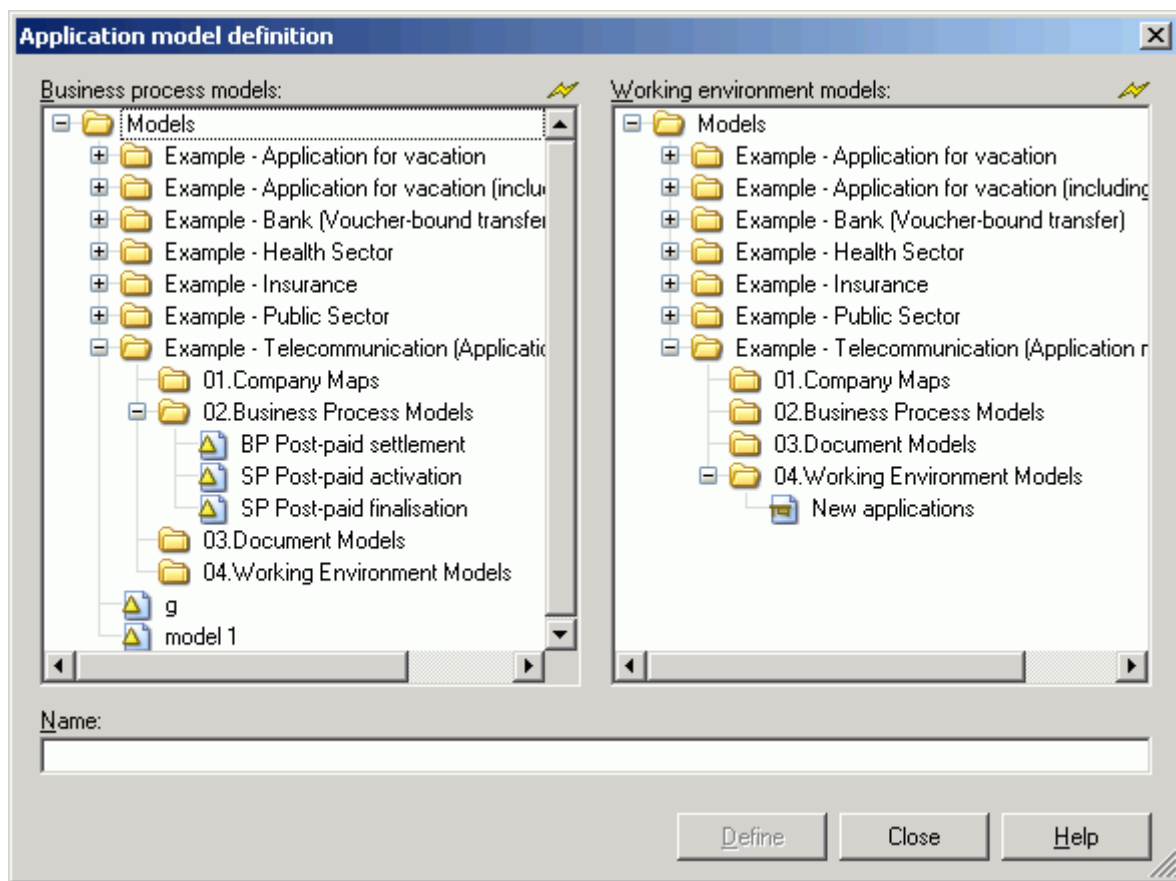 Application model definition
Business process models:
Models
Example - Application for vacation
Example - Application for vacation (inclu
Example - Bank (Voucher-bound transfer
Example - Health Sector
Example - Insurance
Example - Public Sector
Example - Telecommunication (Applicatio
01.Company Maps
02.Business Process Models
BP Post-paid settlement
SP Post-paid activation
SP Post-paid finalisation
03.Document Models
04.Working Environment Models
g
model 1
Working environment models:
Models
Example - Application for vacation
Example - Application for vacation (including
Example - Bank (Voucher-bound transfer)
Example - Health Sector
Example - Insurance
Example - Public Sector
Example - Telecommunication (Application
01.Company Maps
02.Business Process Models
03.Document Models
04.Working Environment Models
New applications
Name:
Define
Close
Help